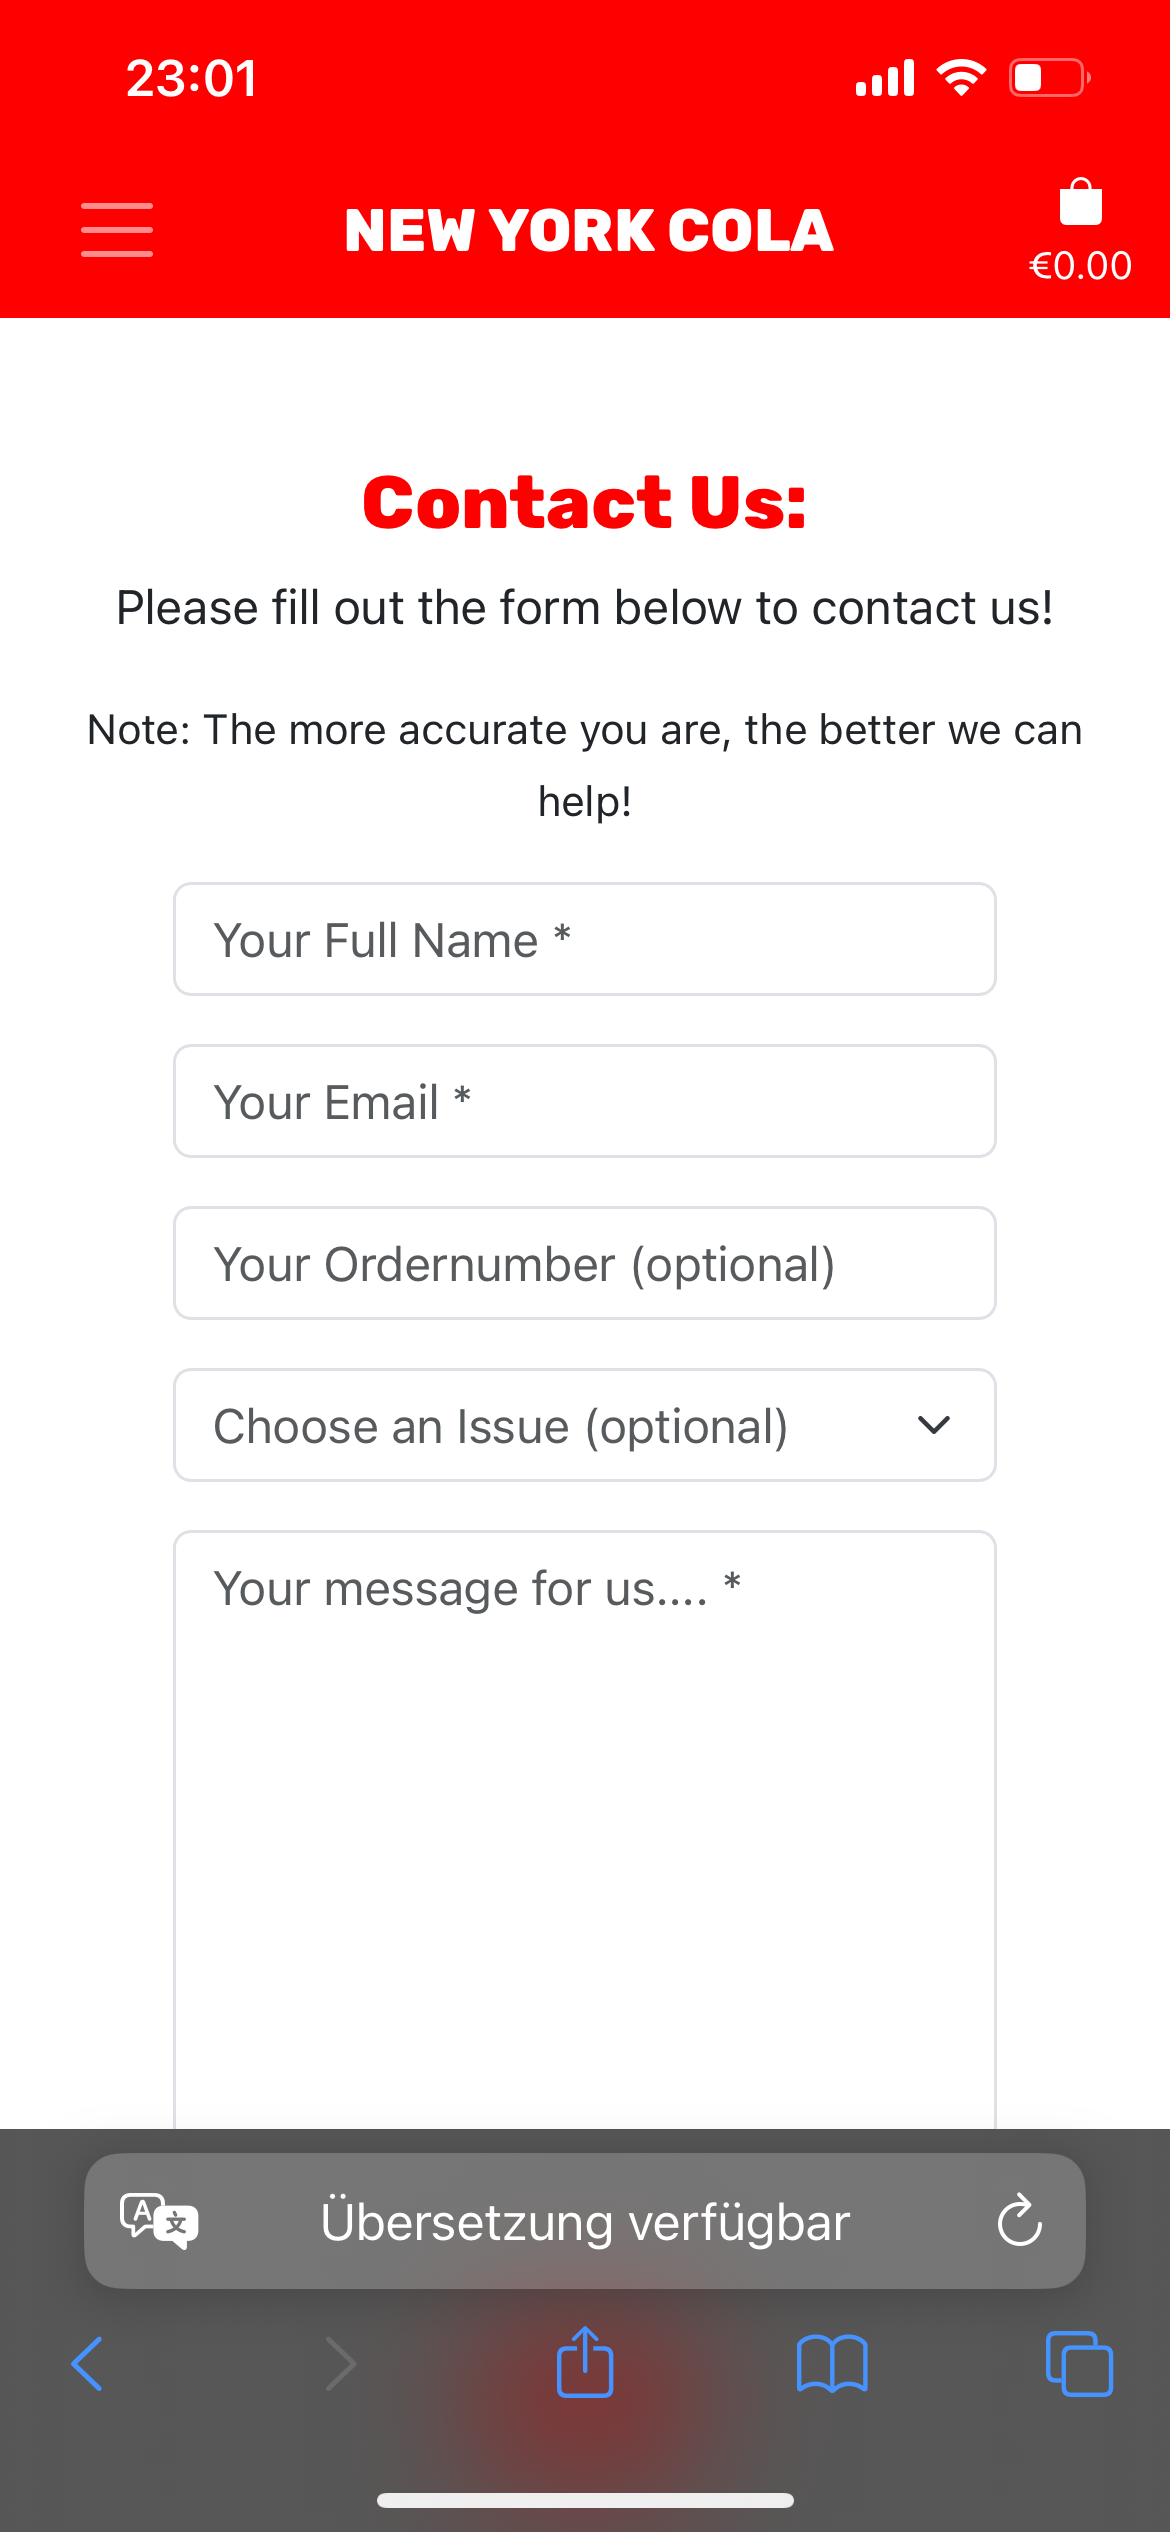 23:01
NEW YORK COLA
€0.00
Contact Us:
Please fill out the form below to contact us!
Note: The more accurate you are, the better we can
help!
Your Full Name *
Your Email *
Your Ordernumber (optional)
Choose an Issue (optional)
Your message for us.... *
A 文
Übersetzung verfügbar